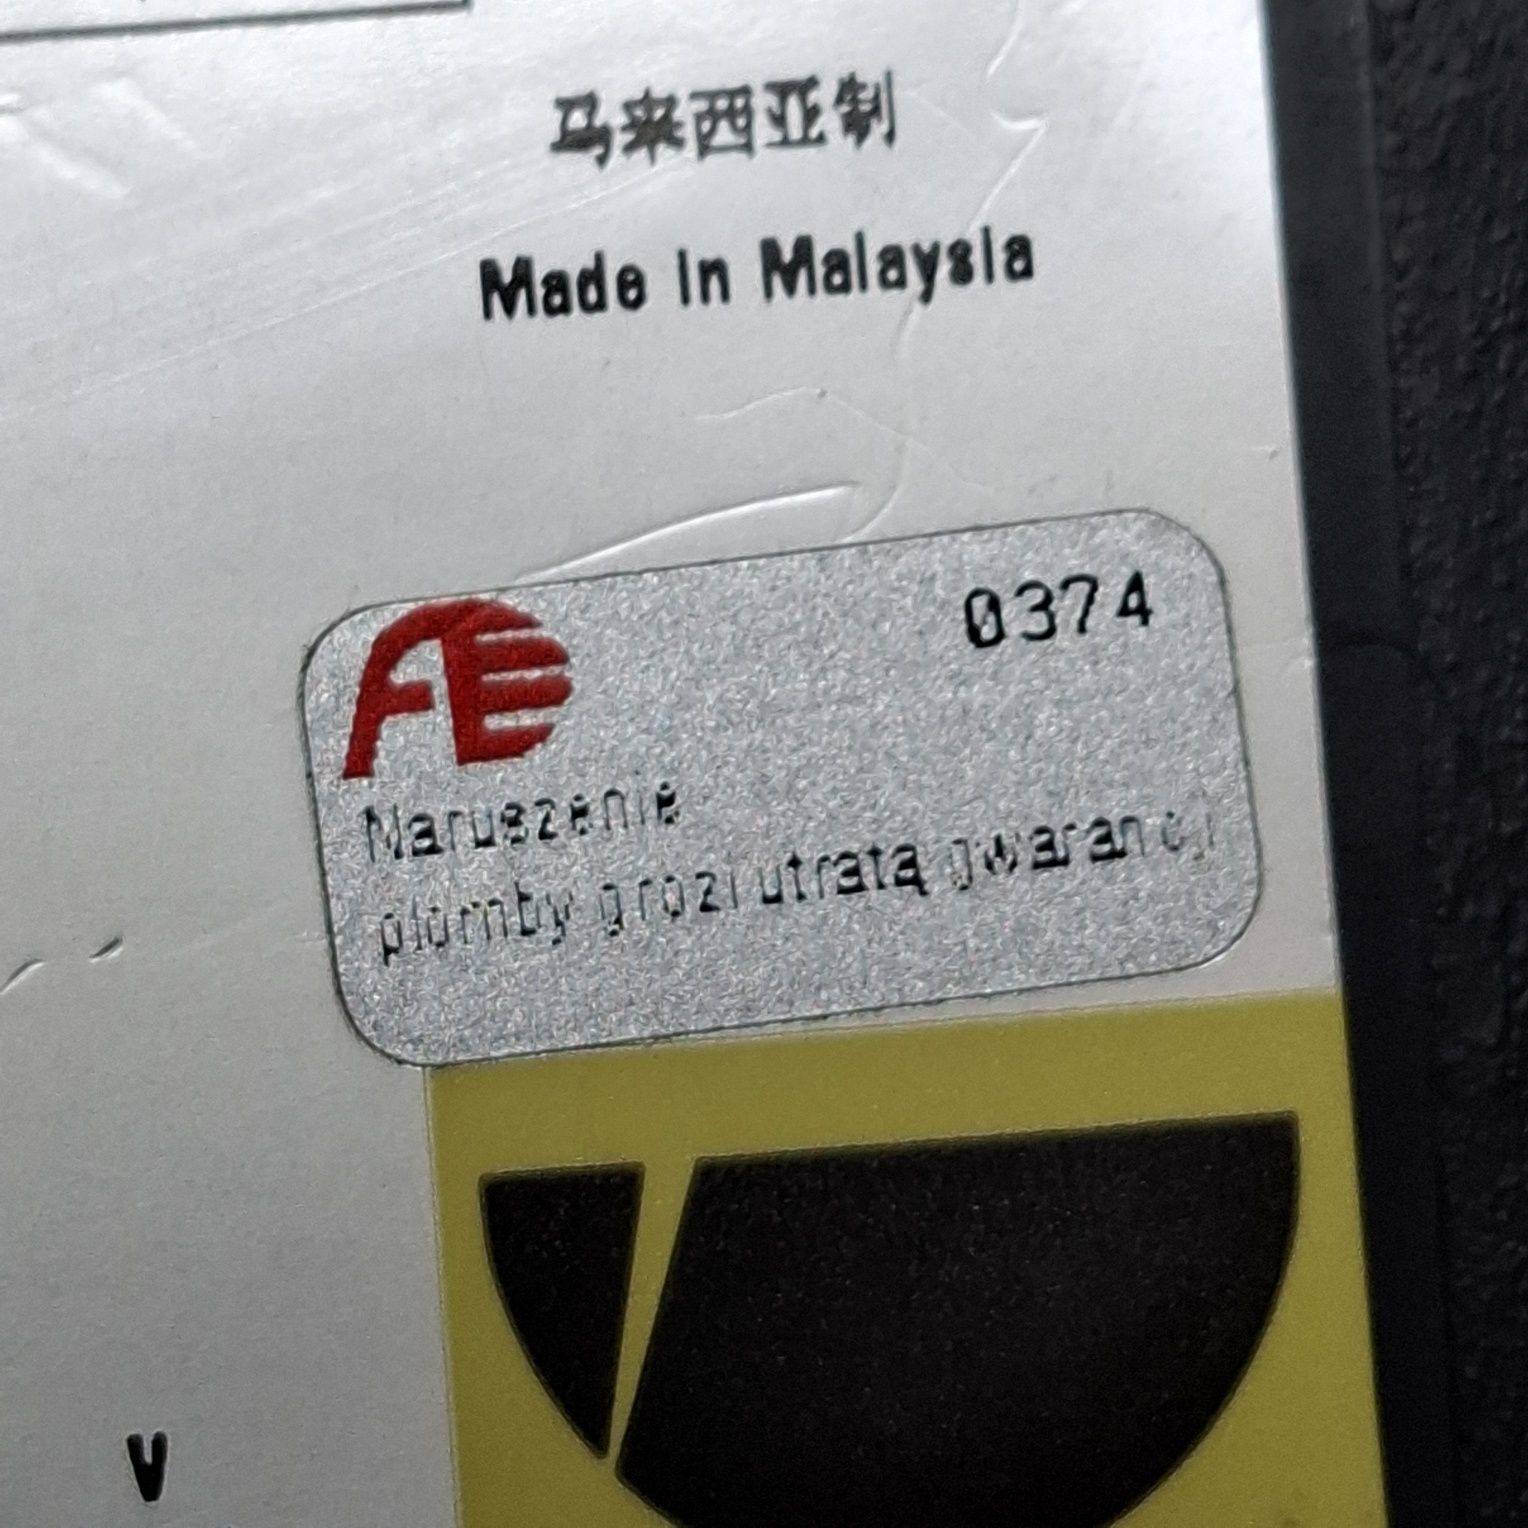 马来西亚制
Made in Malaysia
0374
AE
Naruszenie
plomby grozi utratą gwarancji
V